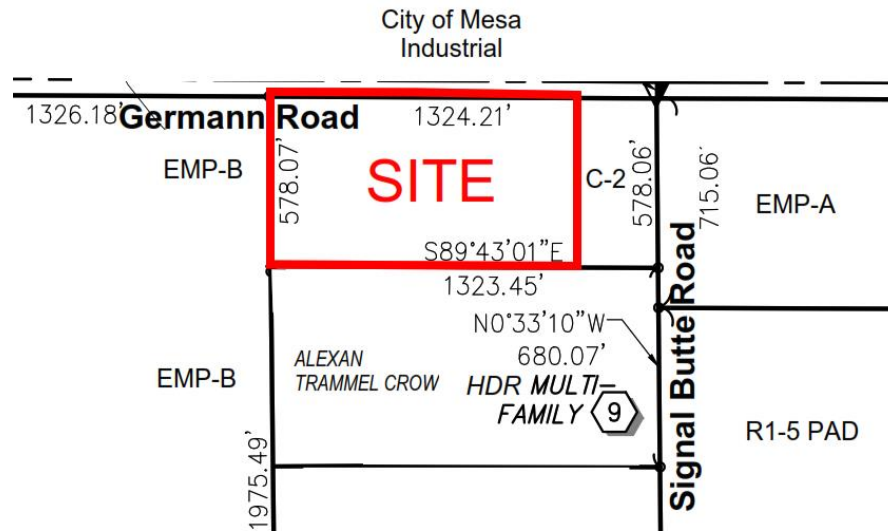 City of Mesa
Industrial
1326.18'
Germann Road
1324.21'
EMP-B
578.07'
SITE
C-2
578.06'
715.06'
EMP-A
S89°43'01"E
1323.45'
Signal Butte Road
N0°33'10"W
680.07'
EMP-B
ALEXAN
TRAMMEL CROW
HDR MULTI-
FAMILY 9
R1-5 PAD
1975.49'